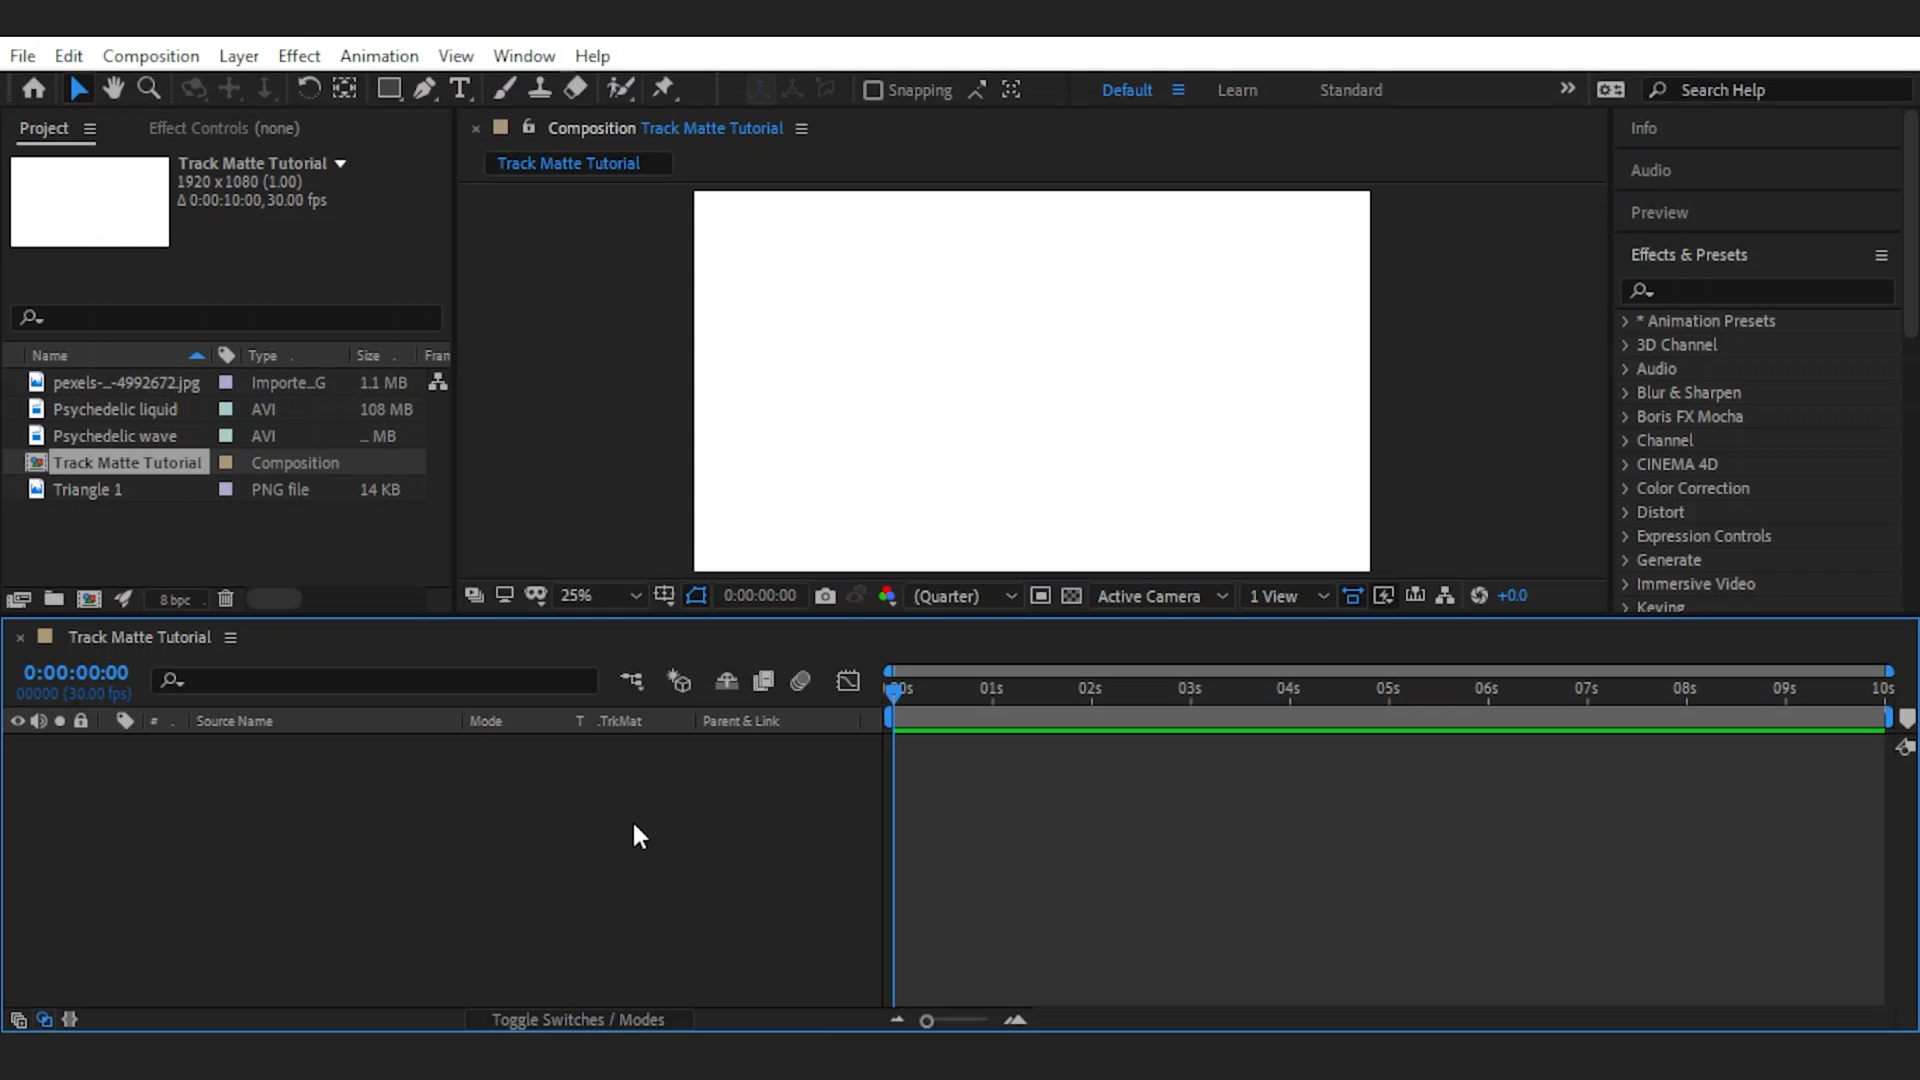 File Edit Composition Layer Effect Animation View Window Help
Snapping Default Learn Standard Search Help
Project Effect Controls (none)
Track Matte Tutorial
1920 x 1080 (1.00)
Δ 0:00:10:00, 30.00 fps
Name Type Size Fran
pexels-...-4992672.jpg Importe...G 1.1 MB
Psychedelic liquid AVI 108 MB
Psychedelic wave AVI ... MB
Track Matte Tutorial Composition
Triangle 1 PNG file 14 KB
8 bpc
Composition Track Matte Tutorial
Track Matte Tutorial
25% 0:00:00:00 (Quarter) Active Camera 1 View +0.0
Info
Audio
Preview
Effects & Presets
* Animation Presets
3D Channel
Audio
Blur & Sharpen
Boris FX Mocha
Channel
CINEMA 4D
Color Correction
Distort
Expression Controls
Generate
Immersive Video
Keying
Track Matte Tutorial
0:00:00:00
00000 (30.00 fps)
# Source Name Mode T .TrkMat Parent & Link
00s 01s 02s 03s 04s 05s 06s 07s 08s 09s 10s
Toggle Switches / Modes